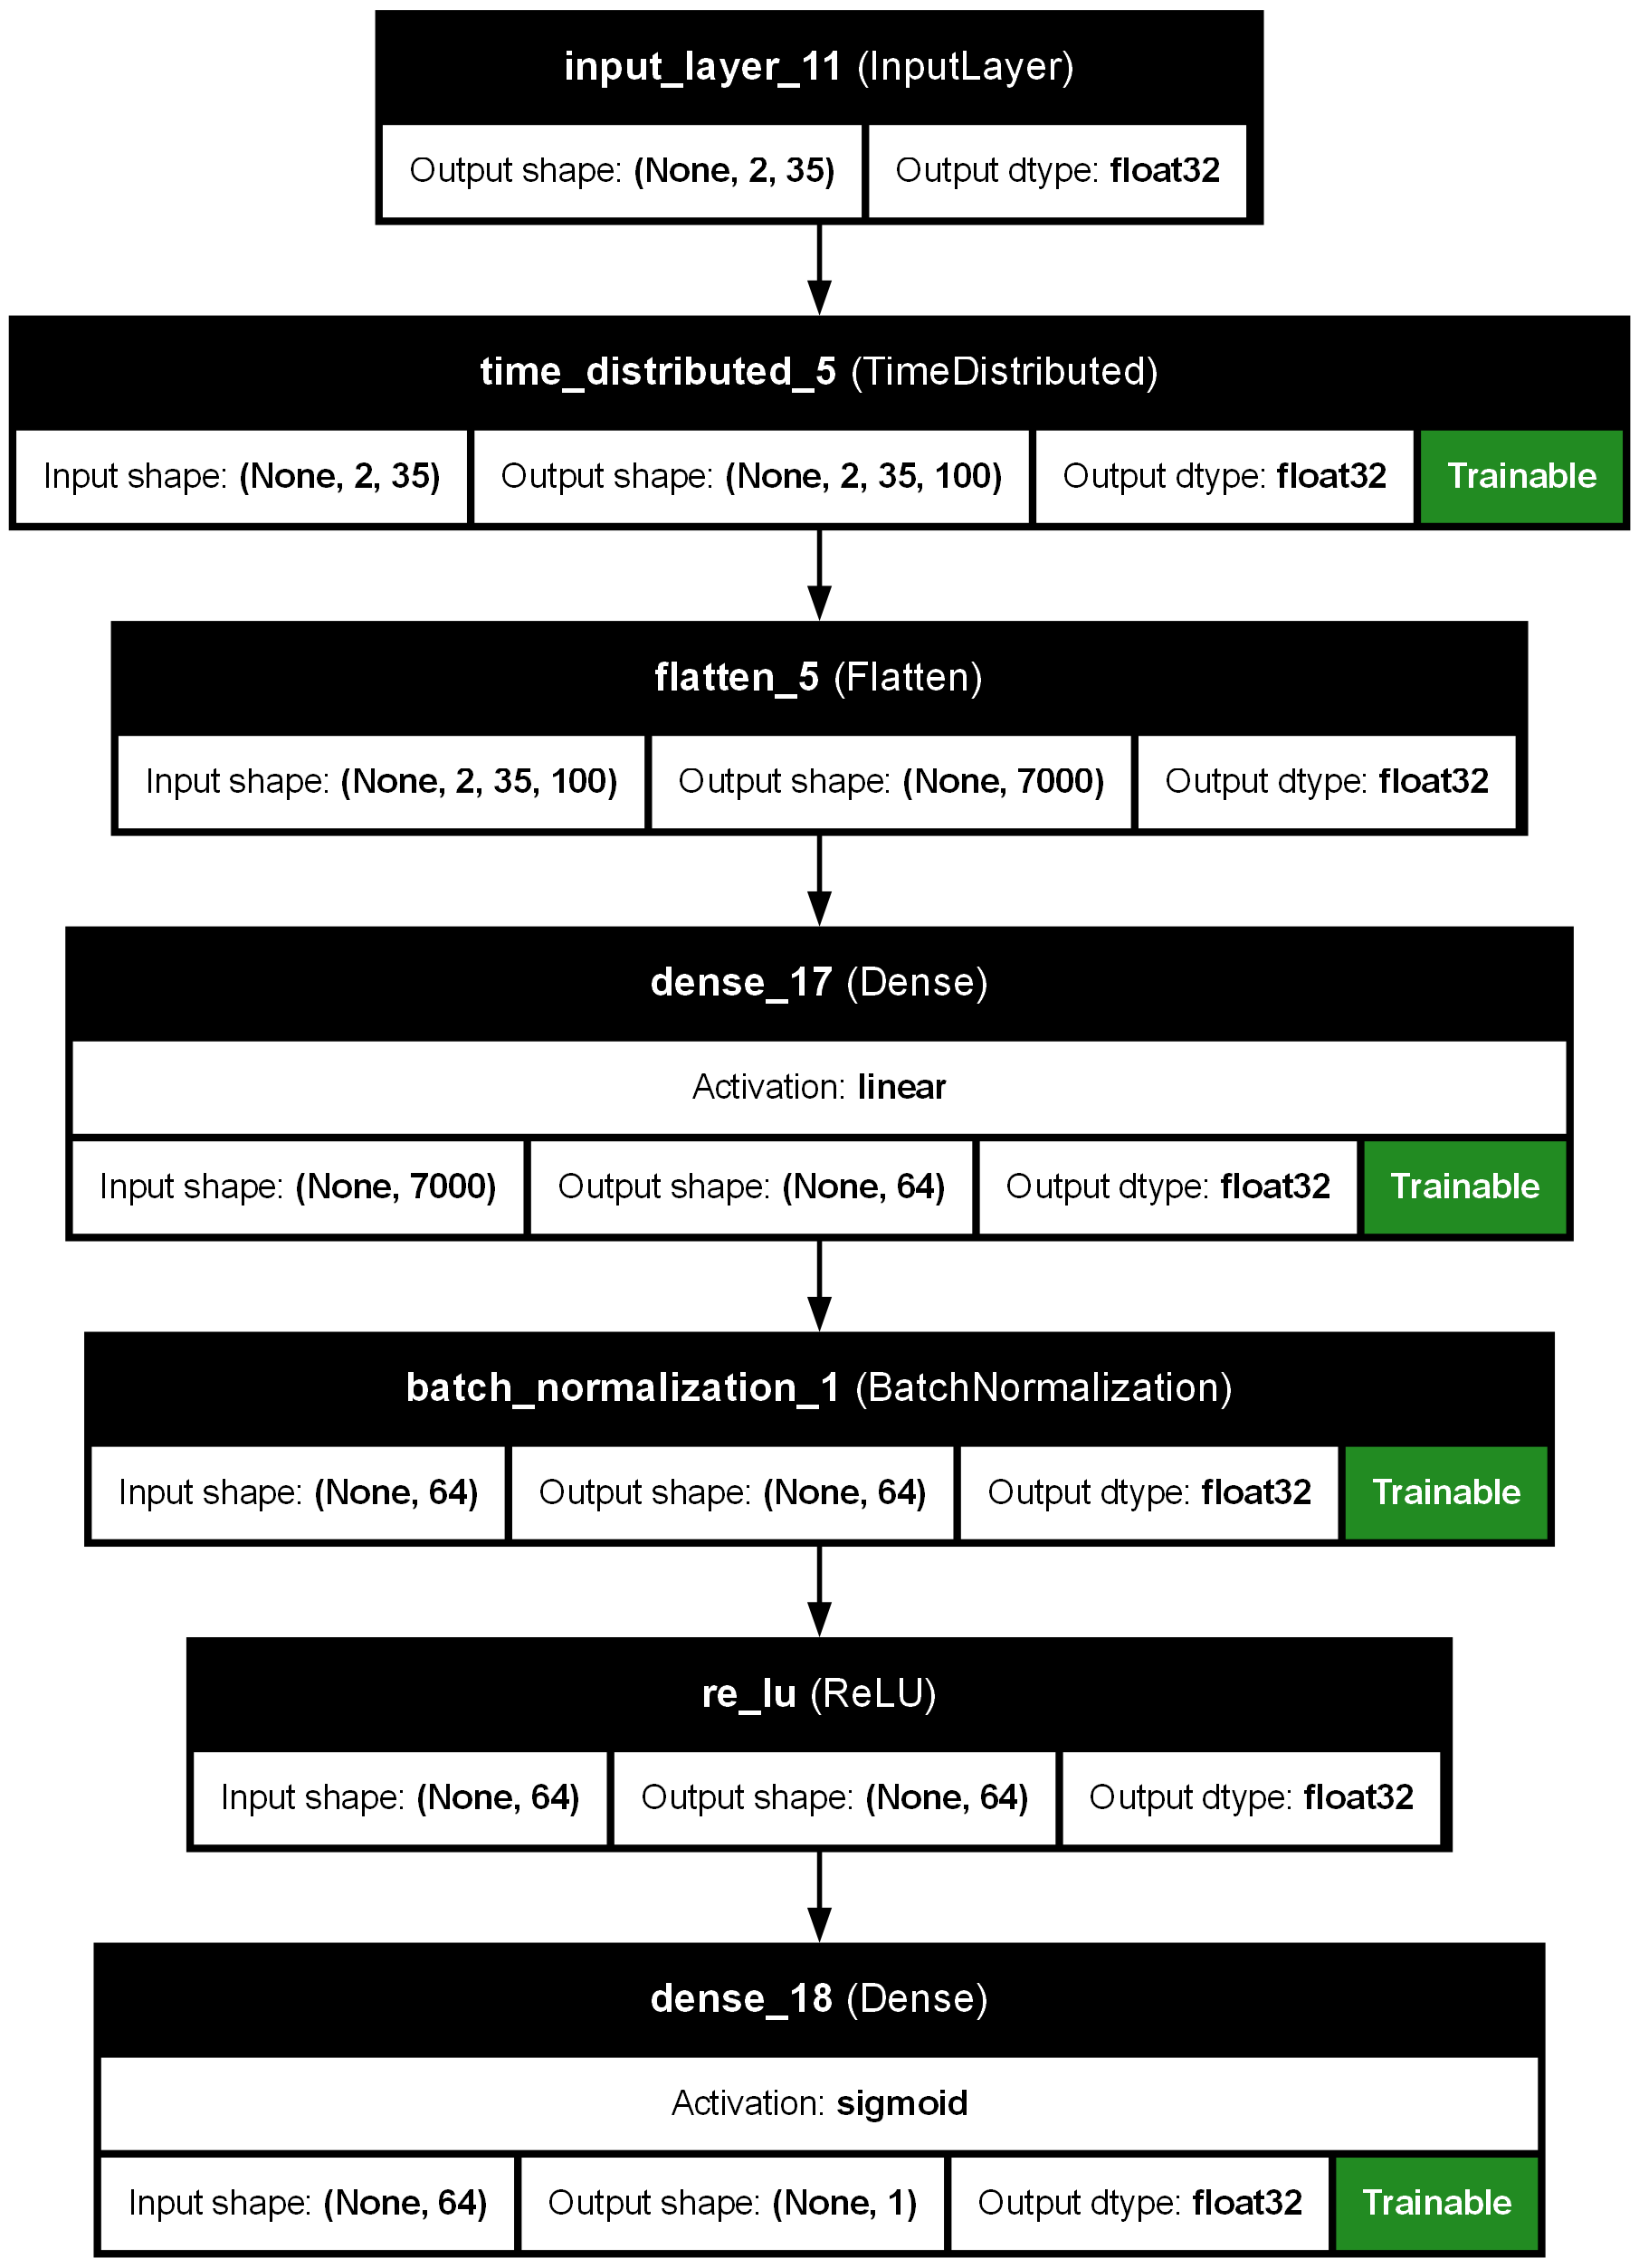 input_layer_11 (InputLayer)
Output shape: (None, 2, 35) Output dtype: float32
time_distributed_5 (TimeDistributed)
Input shape: (None, 2, 35) Output shape: (None, 2, 35, 100) Output dtype: float32 Trainable
flatten_5 (Flatten)
Input shape: (None, 2, 35, 100) Output shape: (None, 7000) Output dtype: float32
dense_17 (Dense)
Activation: linear
Input shape: (None, 7000) Output shape: (None, 64) Output dtype: float32 Trainable
batch_normalization_1 (BatchNormalization)
Input shape: (None, 64) Output shape: (None, 64) Output dtype: float32 Trainable
re_lu (ReLU)
Input shape: (None, 64) Output shape: (None, 64) Output dtype: float32
dense_18 (Dense)
Activation: sigmoid
Input shape: (None, 64) Output shape: (None, 1) Output dtype: float32 Trainable